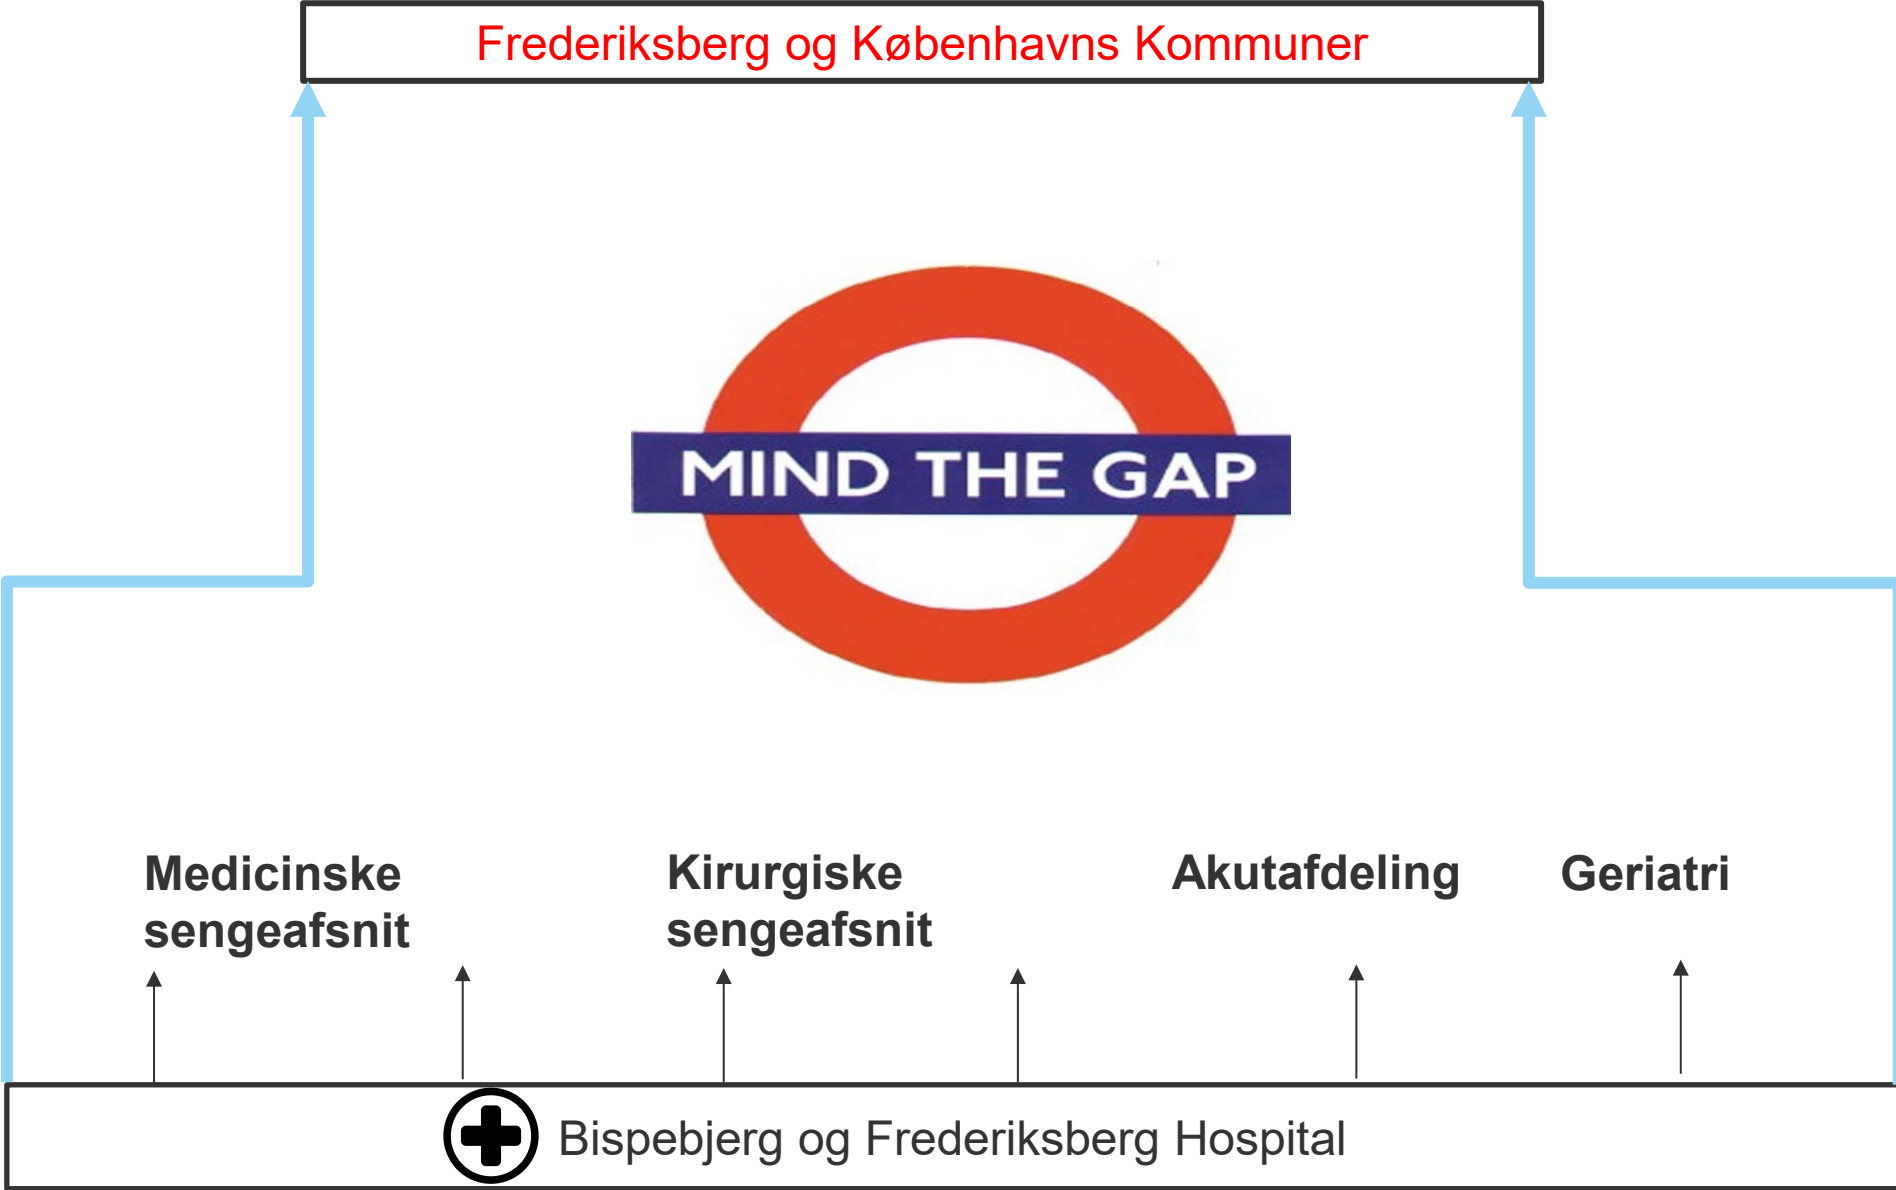 Frederiksberg og Københavns Kommuner
MIND THE GAP
Medicinske
sengeafsnit
Kirurgiske
sengeafsnit
Akutafdeling
Geriatri
Bispebjerg og Frederiksberg Hospital